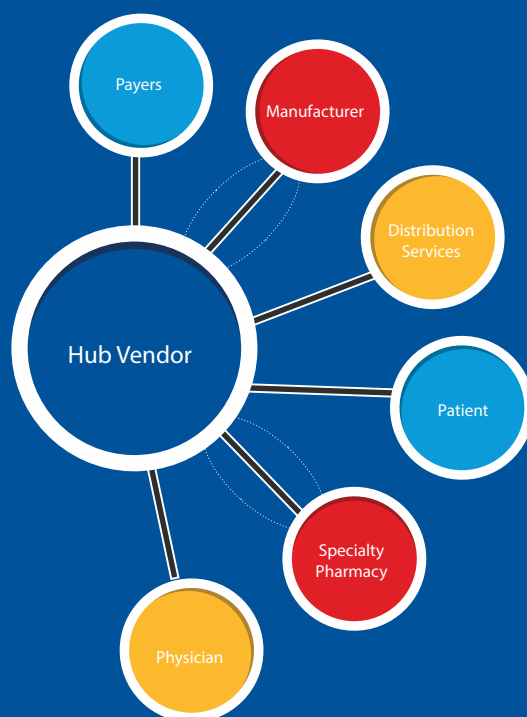 Payers
Manufacturer
Distribution
Services
Hub Vendor
Patient
Specialty
Pharmacy
Physician